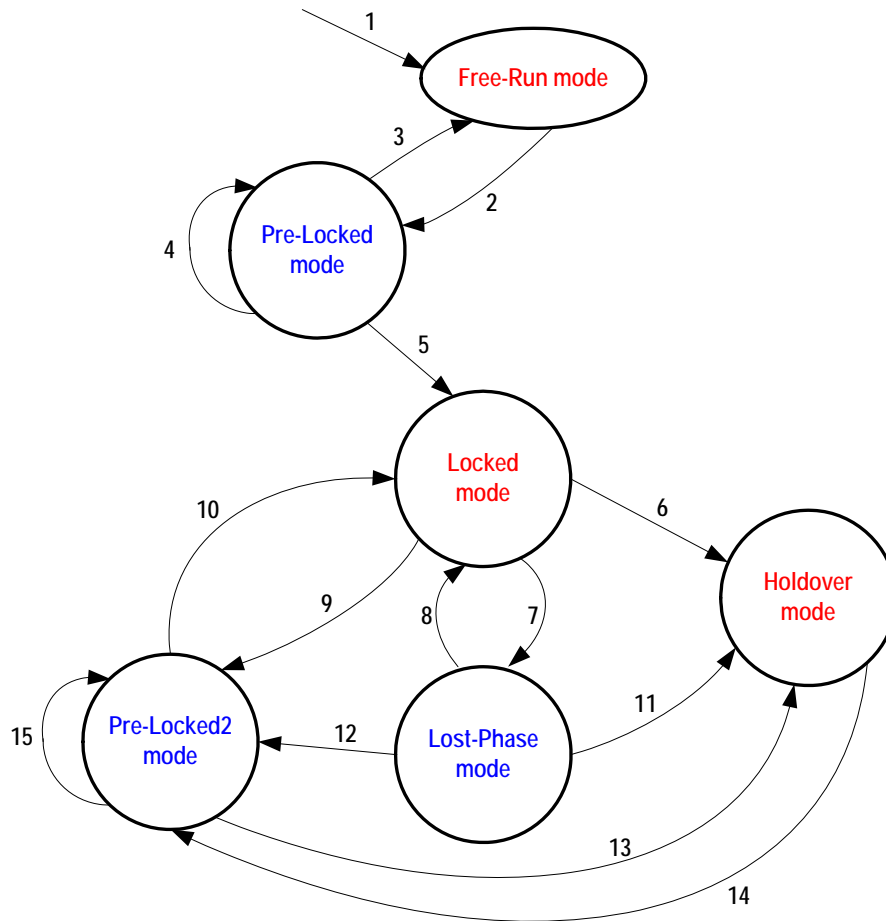 1
Free-Run mode
3
2
Pre-Locked
mode
4
5
Locked
mode
6
10
Holdover
mode
9
8
7
11
Pre-Locked2
mode
15
12
Lost-Phase
mode
13
14